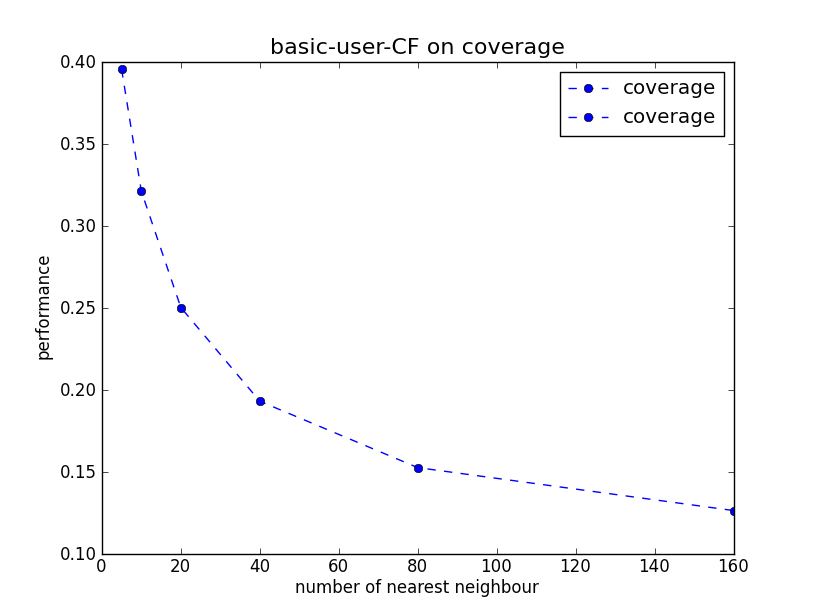 basic-user-CF on coverage
coverage
coverage
performance
0.40
0.35
0.30
0.25
0.20
0.15
0.10
0 20 40 60 80 100 120 140 160
number of nearest neighbour